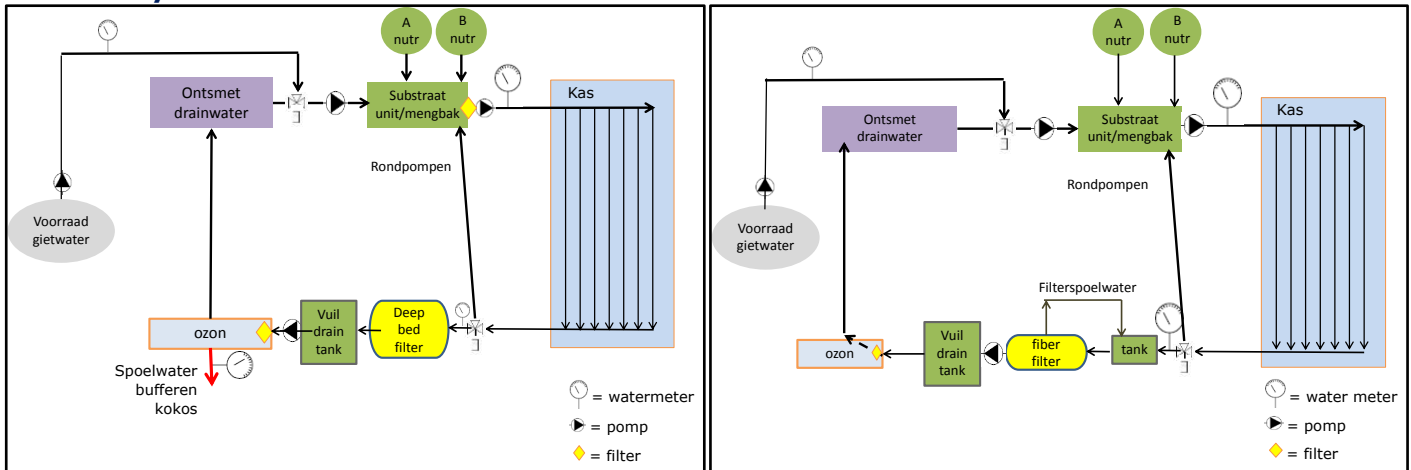 A
nutr
B
nutr
Ontsmet
drainwater
Substraat
unit/mengbak
Kas
Rondpompen
Voorraad
gietwater
ozon
Vuil
drain
tank
Deep
bed
filter
Spoelwater
bufferen
kokos
= watermeter
= pomp
= filter
A
nutr
B
nutr
Ontsmet
drainwater
Substraat
unit/mengbak
Kas
Rondpompen
Voorraad
gietwater
Filterspoelwater
ozon
Vuil
drain
tank
fiber
filter
tank
= water meter
= pomp
= filter